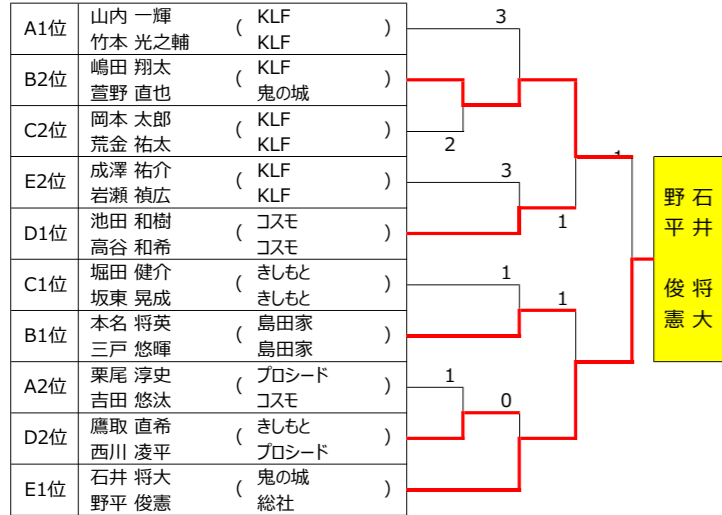 A1位 山内 一輝 ( KLF ) 3
竹本 光之輔 KLF
B2位 嶋田 翔太 ( KLF )
萱野 直也 鬼の城
C2位 岡本 太郎 ( KLF )
荒金 祐太 KLF 2
1
E2位 成澤 祐介 ( KLF ) 3
岩瀬 禎広 KLF
D1位 池田 和樹 ( コスモ ) 1
高谷 和希 コスモ
C1位 堀田 健介 ( きしもと ) 1
坂東 晃成 きしもと
B1位 本名 将英 ( 島田家 ) 1
三戸 悠暉 島田家
A2位 栗尾 淳史 ( プロシード ) 1
吉田 悠汰 コスモ
D2位 鷹取 直希 ( きしもと ) 0
西川 凌平 プロシード
E1位 石井 将大 ( 鬼の城 )
野平 俊憲 総社
石井 将大
野平 俊憲